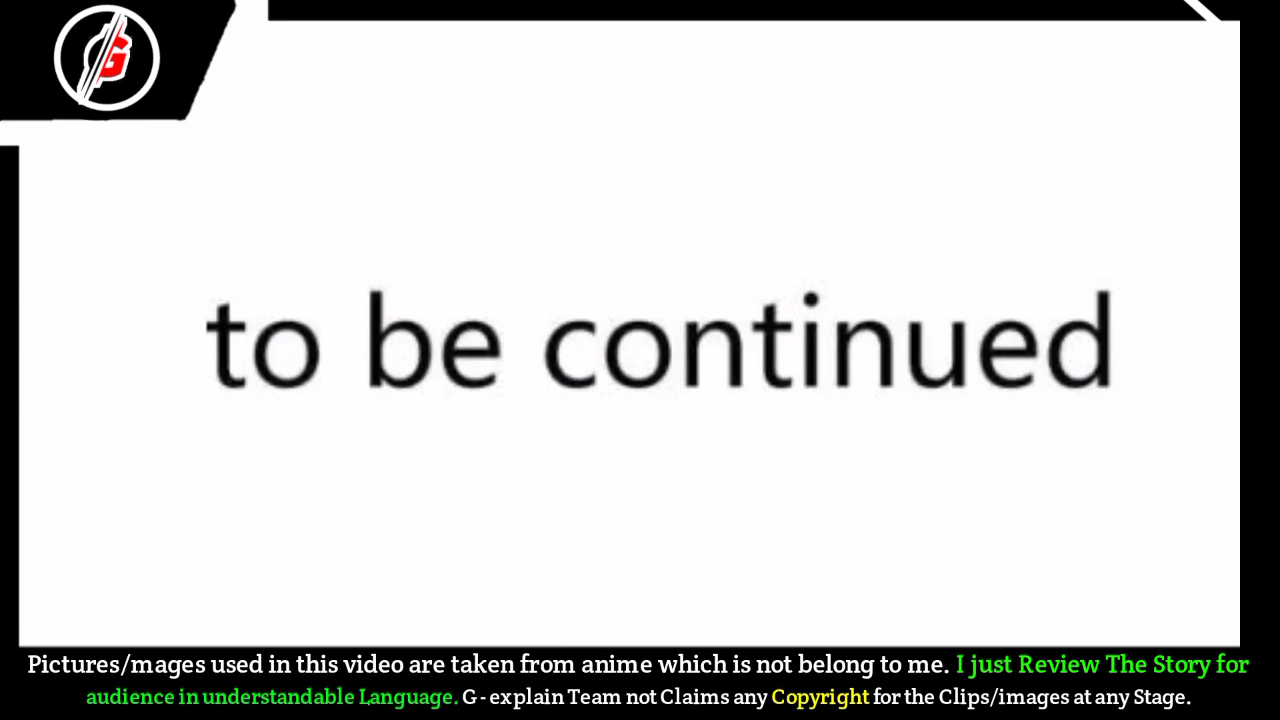 G
to be continued
Pictures/mages used in this video are taken from anime which is not belong to me. I just Review The Story for
audience in understandable Language. G - explain Team not Claims any Copyright for the Clips/images at any Stage.